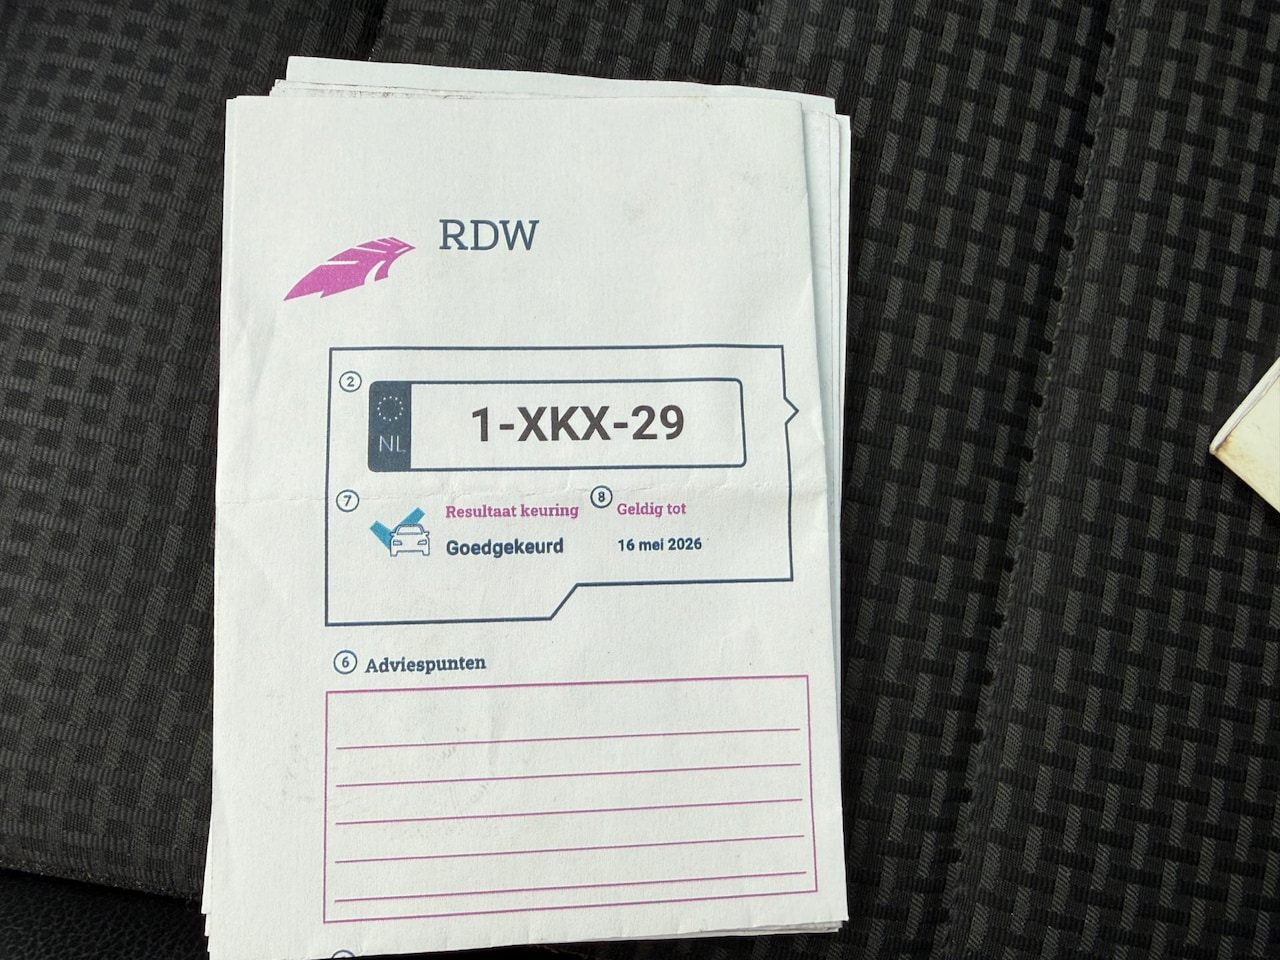 RDW
2
NL
1-XKX-29
7
Resultaat keuring
8
Geldig tot
Goedgekeurd
16 mei 2026
6 Adviespunten